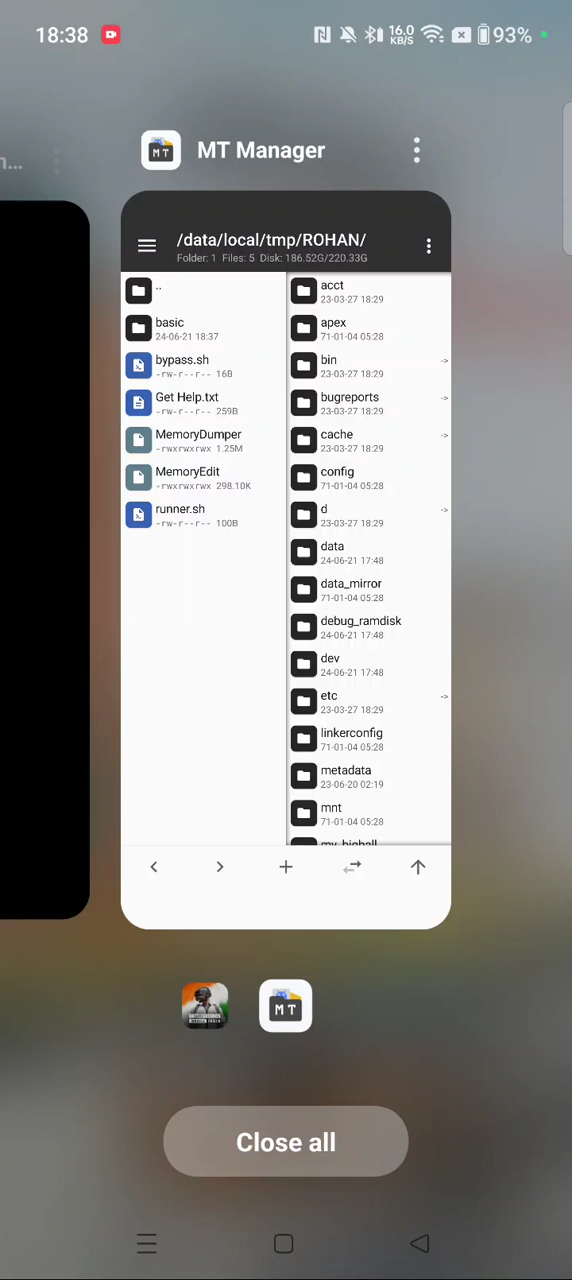 18:38 16.0 KB/S 93%
n...
MT Manager
/data/local/tmp/ROHAN/
Folder: 1 Files: 5 Disk: 186.52G/220.33G
..
basic
24-06-21 18:37
bypass.sh
-rw-r--r-- 16B
Get Help.txt
-rw-r--r-- 259B
MemoryDumper
-rwxrwxrwx 1.25M
MemoryEdit
-rwxrwxrwx 298.10K
runner.sh
-rw-r--r-- 100B
acct
23-03-27 18:29
apex
71-01-04 05:28
bin
23-03-27 18:29
->
bugreports
23-03-27 18:29
->
cache
23-03-27 18:29
->
config
71-01-04 05:28
d
23-03-27 18:29
->
data
24-06-21 17:48
data_mirror
71-01-04 05:28
debug_ramdisk
24-06-21 17:48
dev
24-06-21 17:48
etc
23-03-27 18:29
->
linkerconfig
71-01-04 05:28
metadata
23-06-20 02:19
mnt
71-01-04 05:28
my_bigball
MT
Close all